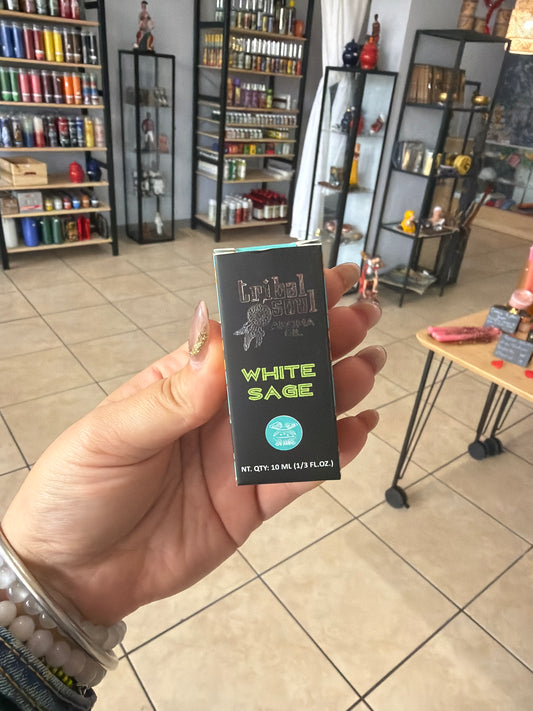 tribal
soul
AROMA
OIL
WHITE
SAGE
NT. QTY: 10 ML (1/3 FL.OZ.)